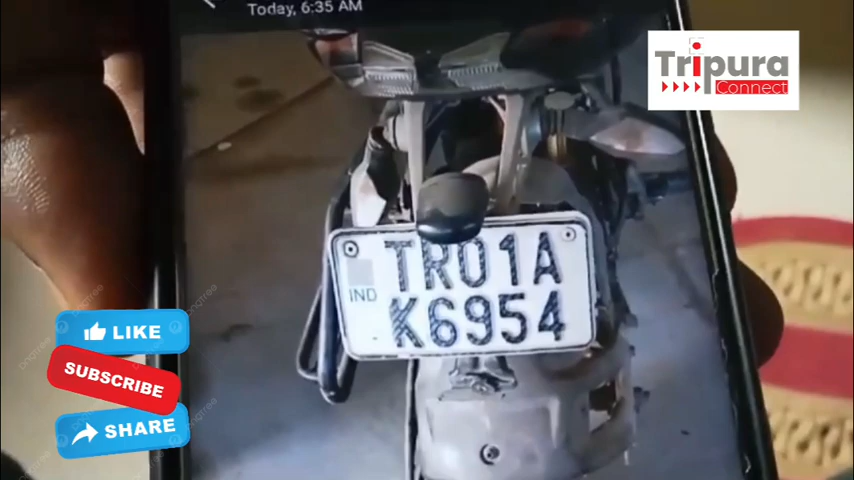 Today, 6:35 AM
Tripura
Connect
IND
TR01A
K6954
LIKE
SUBSCRIBE
SHARE